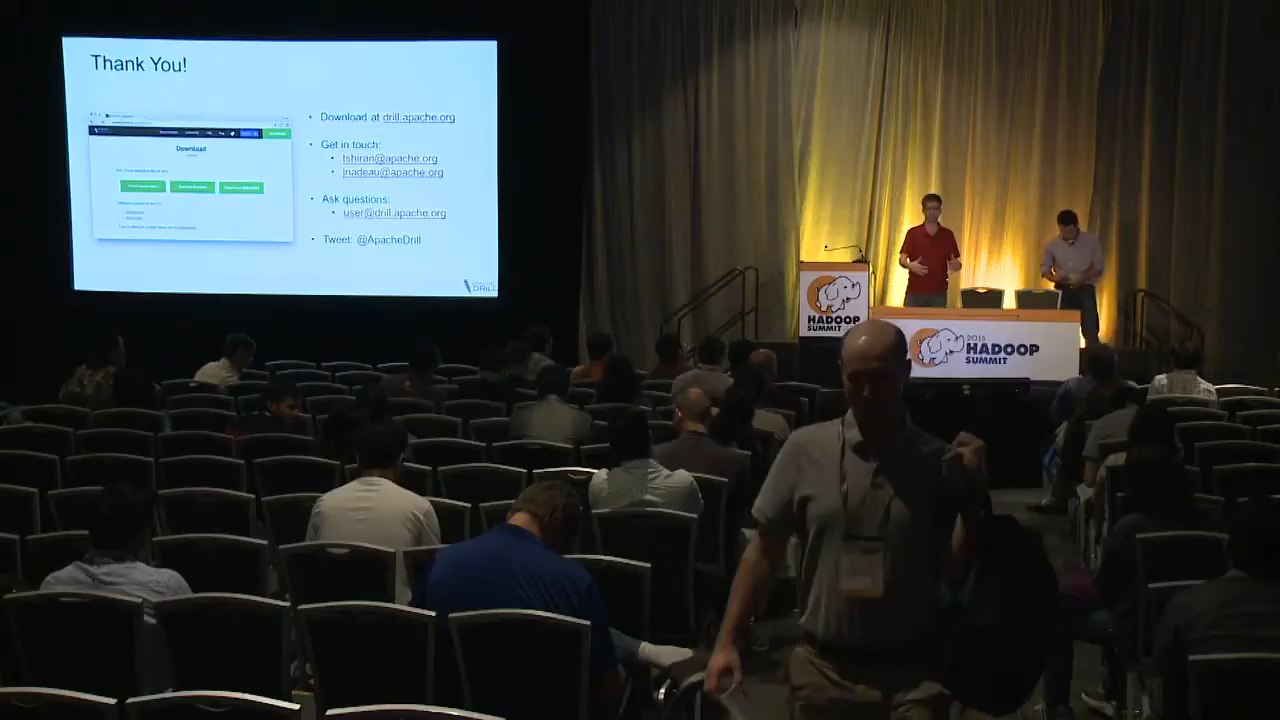 Thank You!
Download
• Download at drill.apache.org
• Get in touch:
• tshiran@apache.org
• jnadeau@apache.org
• Ask questions:
• user@drill.apache.org
• Tweet: @ApacheDrill
APACHE
DRILL
HADOOP
SUMMIT
2015
HADOOP
SUMMIT